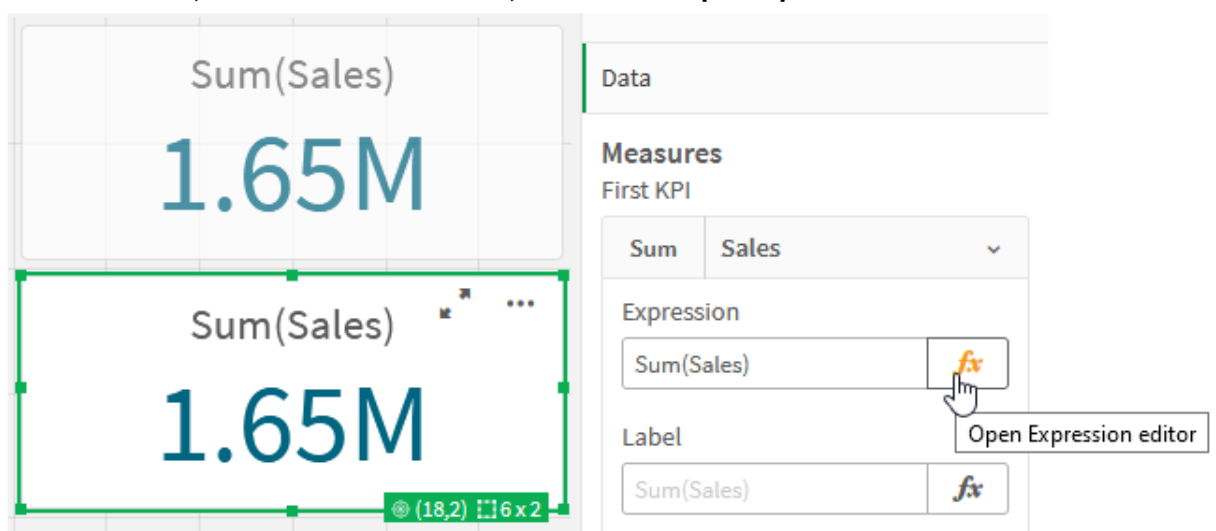 Sum(Sales)
1.65M
Sum(Sales)
1.65M
(18,2) 6 x 2
Data
Measures
First KPI
Sum Sales
Expression
Sum(Sales) fx
Open Expression editor
Label
Sum(Sales) fx